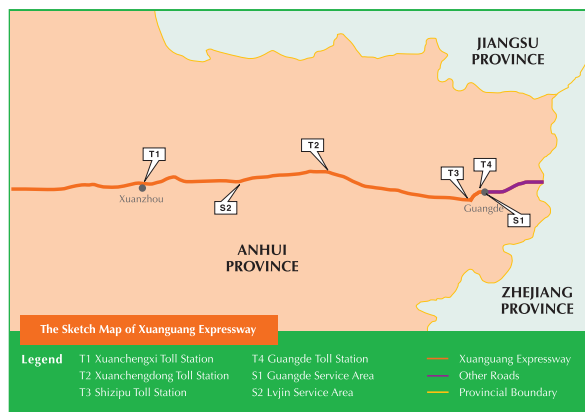 JIANGSU
PROVINCE
T1
T2
T3
T4
Xuanzhou
S2
Guangde
S1
ANHUI
PROVINCE
ZHEJIANG
PROVINCE
The Sketch Map of Xuanguang Expressway
Legend
T1 Xuanchengxi Toll Station
T2 Xuanchengdong Toll Station
T3 Shizipu Toll Station
T4 Guangde Toll Station
S1 Guangde Service Area
S2 Lvjin Service Area
Xuanguang Expressway
Other Roads
Provincial Boundary